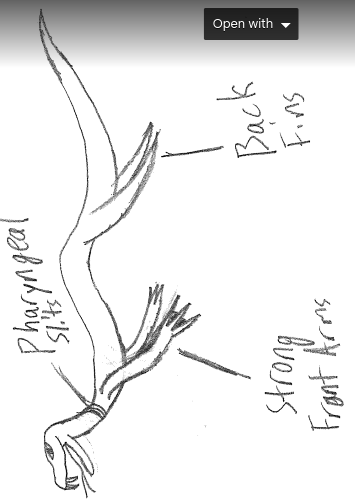 Open with
Back
Fins
Pharyngeal
Slits
Strong
Front Arms